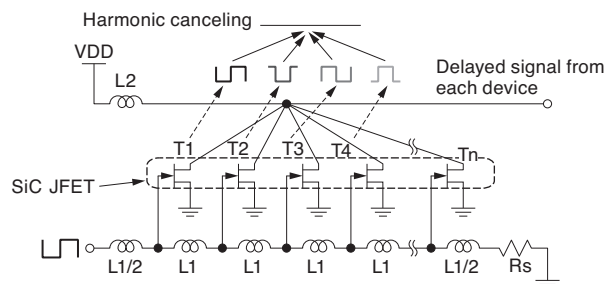 Harmonic canceling
VDD
L2
Delayed signal from
each device
T1 T2 T3 T4 Tn
SiC JFET
L1/2 L1 L1 L1 L1/2 Rs